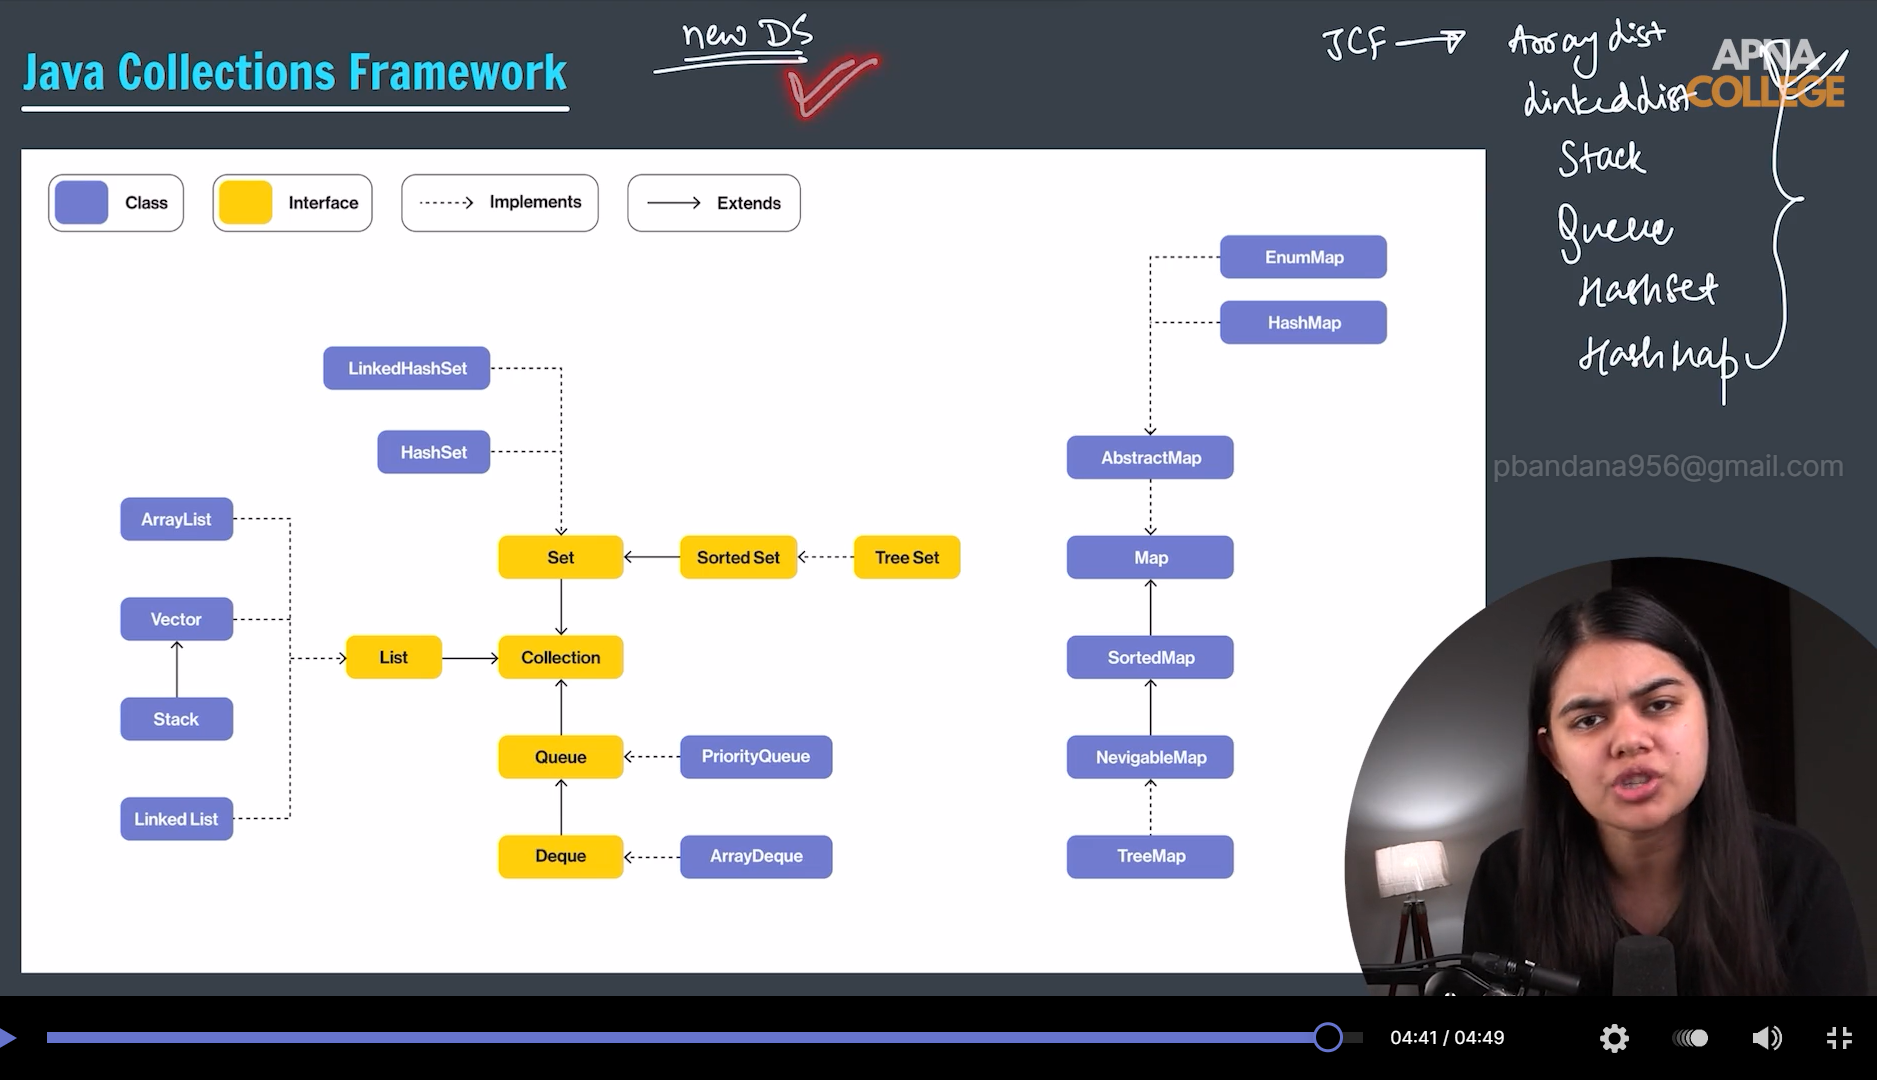 new DS
JCF → ArrayList
Java Collections Framework
APNA
COLLEGE
LinkedList
Stack
Queue
HashSet
HashMap
Class
Interface
Implements
Extends
EnumMap
HashMap
LinkedHashSet
HashSet
AbstractMap
pbandana956@gmail.com
ArrayList
Set
Sorted Set
Tree Set
Map
Vector
List
Collection
SortedMap
Stack
Queue
PriorityQueue
NevigableMap
Linked List
Deque
ArrayDeque
TreeMap
04:41 / 04:49